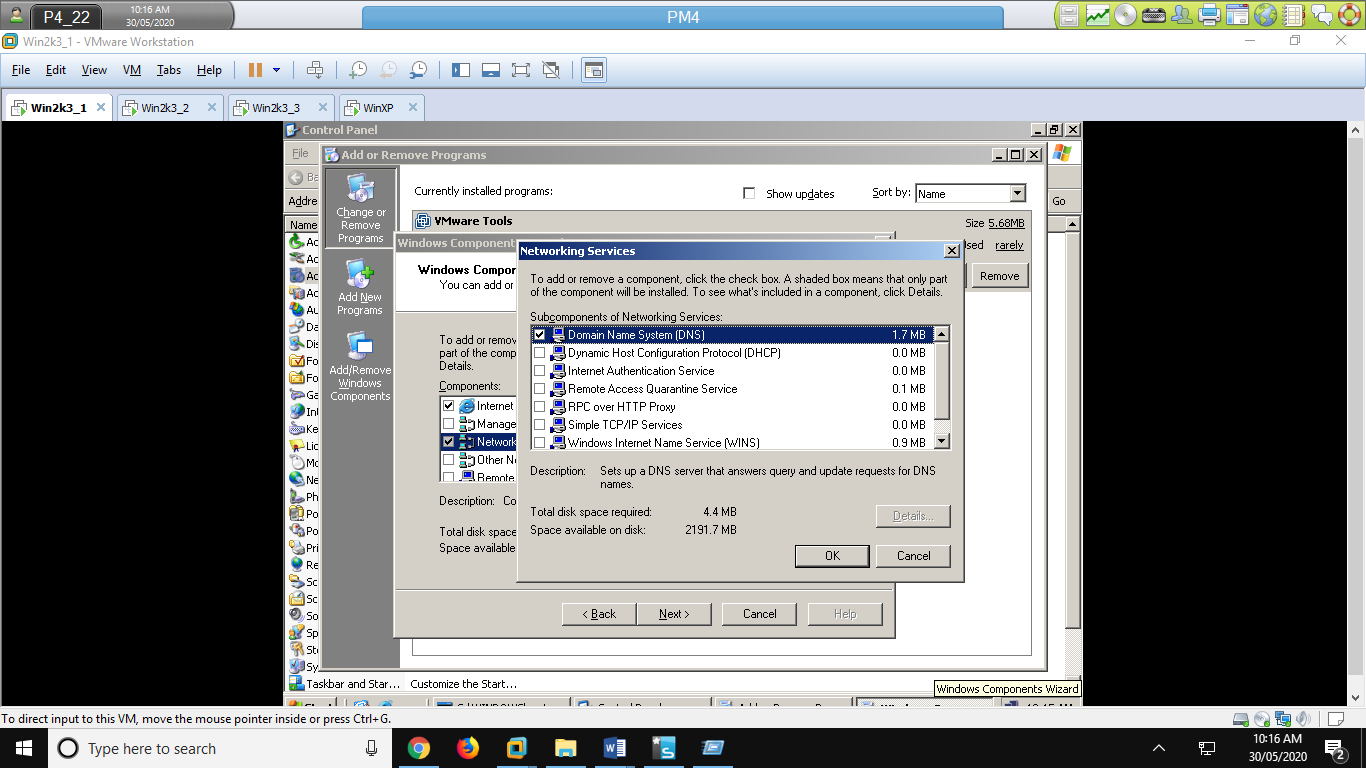 P4_22
10:16 AM
30/05/2020
PM4
Win2k3_1 - VMware Workstation
File Edit View VM Tabs Help
Win2k3_1 Win2k3_2 Win2k3_3 WinXP
Control Panel
File
Add or Remove Programs
Currently installed programs:
Show updates
Sort by: Name
Change or
Remove
Programs
VMware Tools
Size 5.68MB
rarely
Remove
Addre
Go
Name
Add New
Programs
Add/Remove
Windows
Components
Windows Component
Windows Compor
You can add or
To add or remov
part of the comp
Details.
Components:
Internet
Manage
Network
Other Ne
Remote
Description: Co
Total disk space
Space available
Networking Services
To add or remove a component, click the check box. A shaded box means that only part
of the component will be installed. To see what's included in a component, click Details.
Subcomponents of Networking Services:
Domain Name System (DNS) 1.7 MB
Dynamic Host Configuration Protocol (DHCP) 0.0 MB
Internet Authentication Service 0.0 MB
Remote Access Quarantine Service 0.1 MB
RPC over HTTP Proxy 0.0 MB
Simple TCP/IP Services 0.0 MB
Windows Internet Name Service (WINS) 0.9 MB
Description: Sets up a DNS server that answers query and update requests for DNS
names.
Total disk space required: 4.4 MB
Space available on disk: 2191.7 MB
Details...
OK Cancel
< Back Next > Cancel Help
Taskbar and Star... Customize the Start...
Windows Components Wizard
To direct input to this VM, move the mouse pointer inside or press Ctrl+G.
Type here to search
10:16 AM
30/05/2020
2